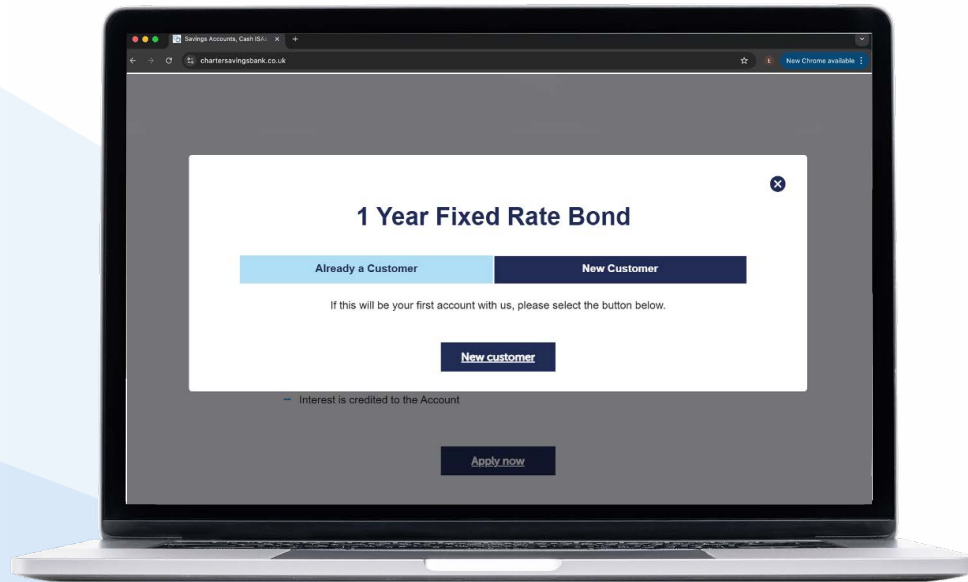 Savings Accounts, Cash ISAs
chartersavingsbank.co.uk
E
New Chrome available
1 Year Fixed Rate Bond
Already a Customer
New Customer
If this will be your first account with us, please select the button below.
New customer
Interest is credited to the Account
Apply now